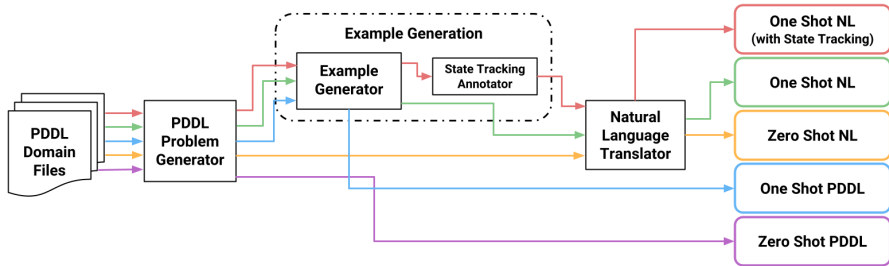 PDDL
Domain
Files
PDDL
Problem
Generator
Example Generation
Example
Generator
State Tracking
Annotator
Natural
Language
Translator
One Shot NL
(with State Tracking)
One Shot NL
Zero Shot NL
One Shot PDDL
Zero Shot PDDL